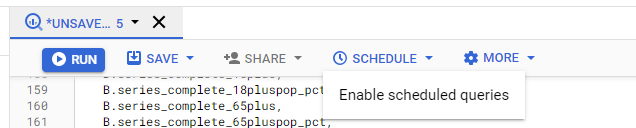 *UNSAVE... 5
RUN SAVE SHARE SCHEDULE MORE
159 B.series_complete_18pluspop_pct
160 B.series_complete_65plus,
161 B.series_complete_65pluspop_pct,
Enable scheduled queries